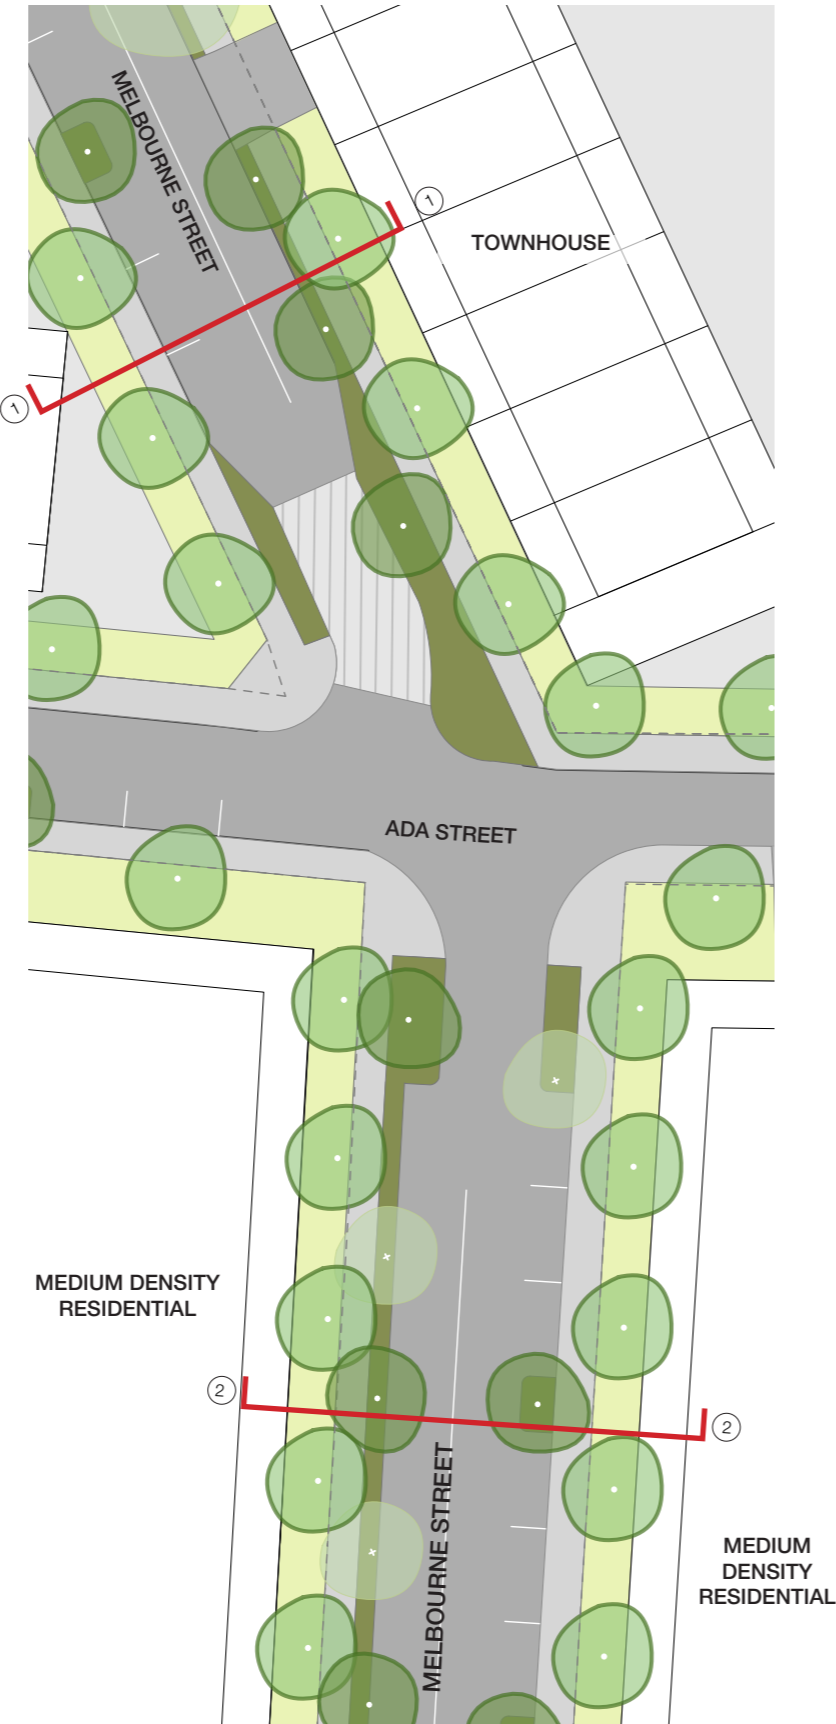 MELBOURNE STREET
1
TOWNHOUSE
1
ADA STREET
MEDIUM DENSITY
RESIDENTIAL
2
2
MELBOURNE STREET
MEDIUM
DENSITY
RESIDENTIAL